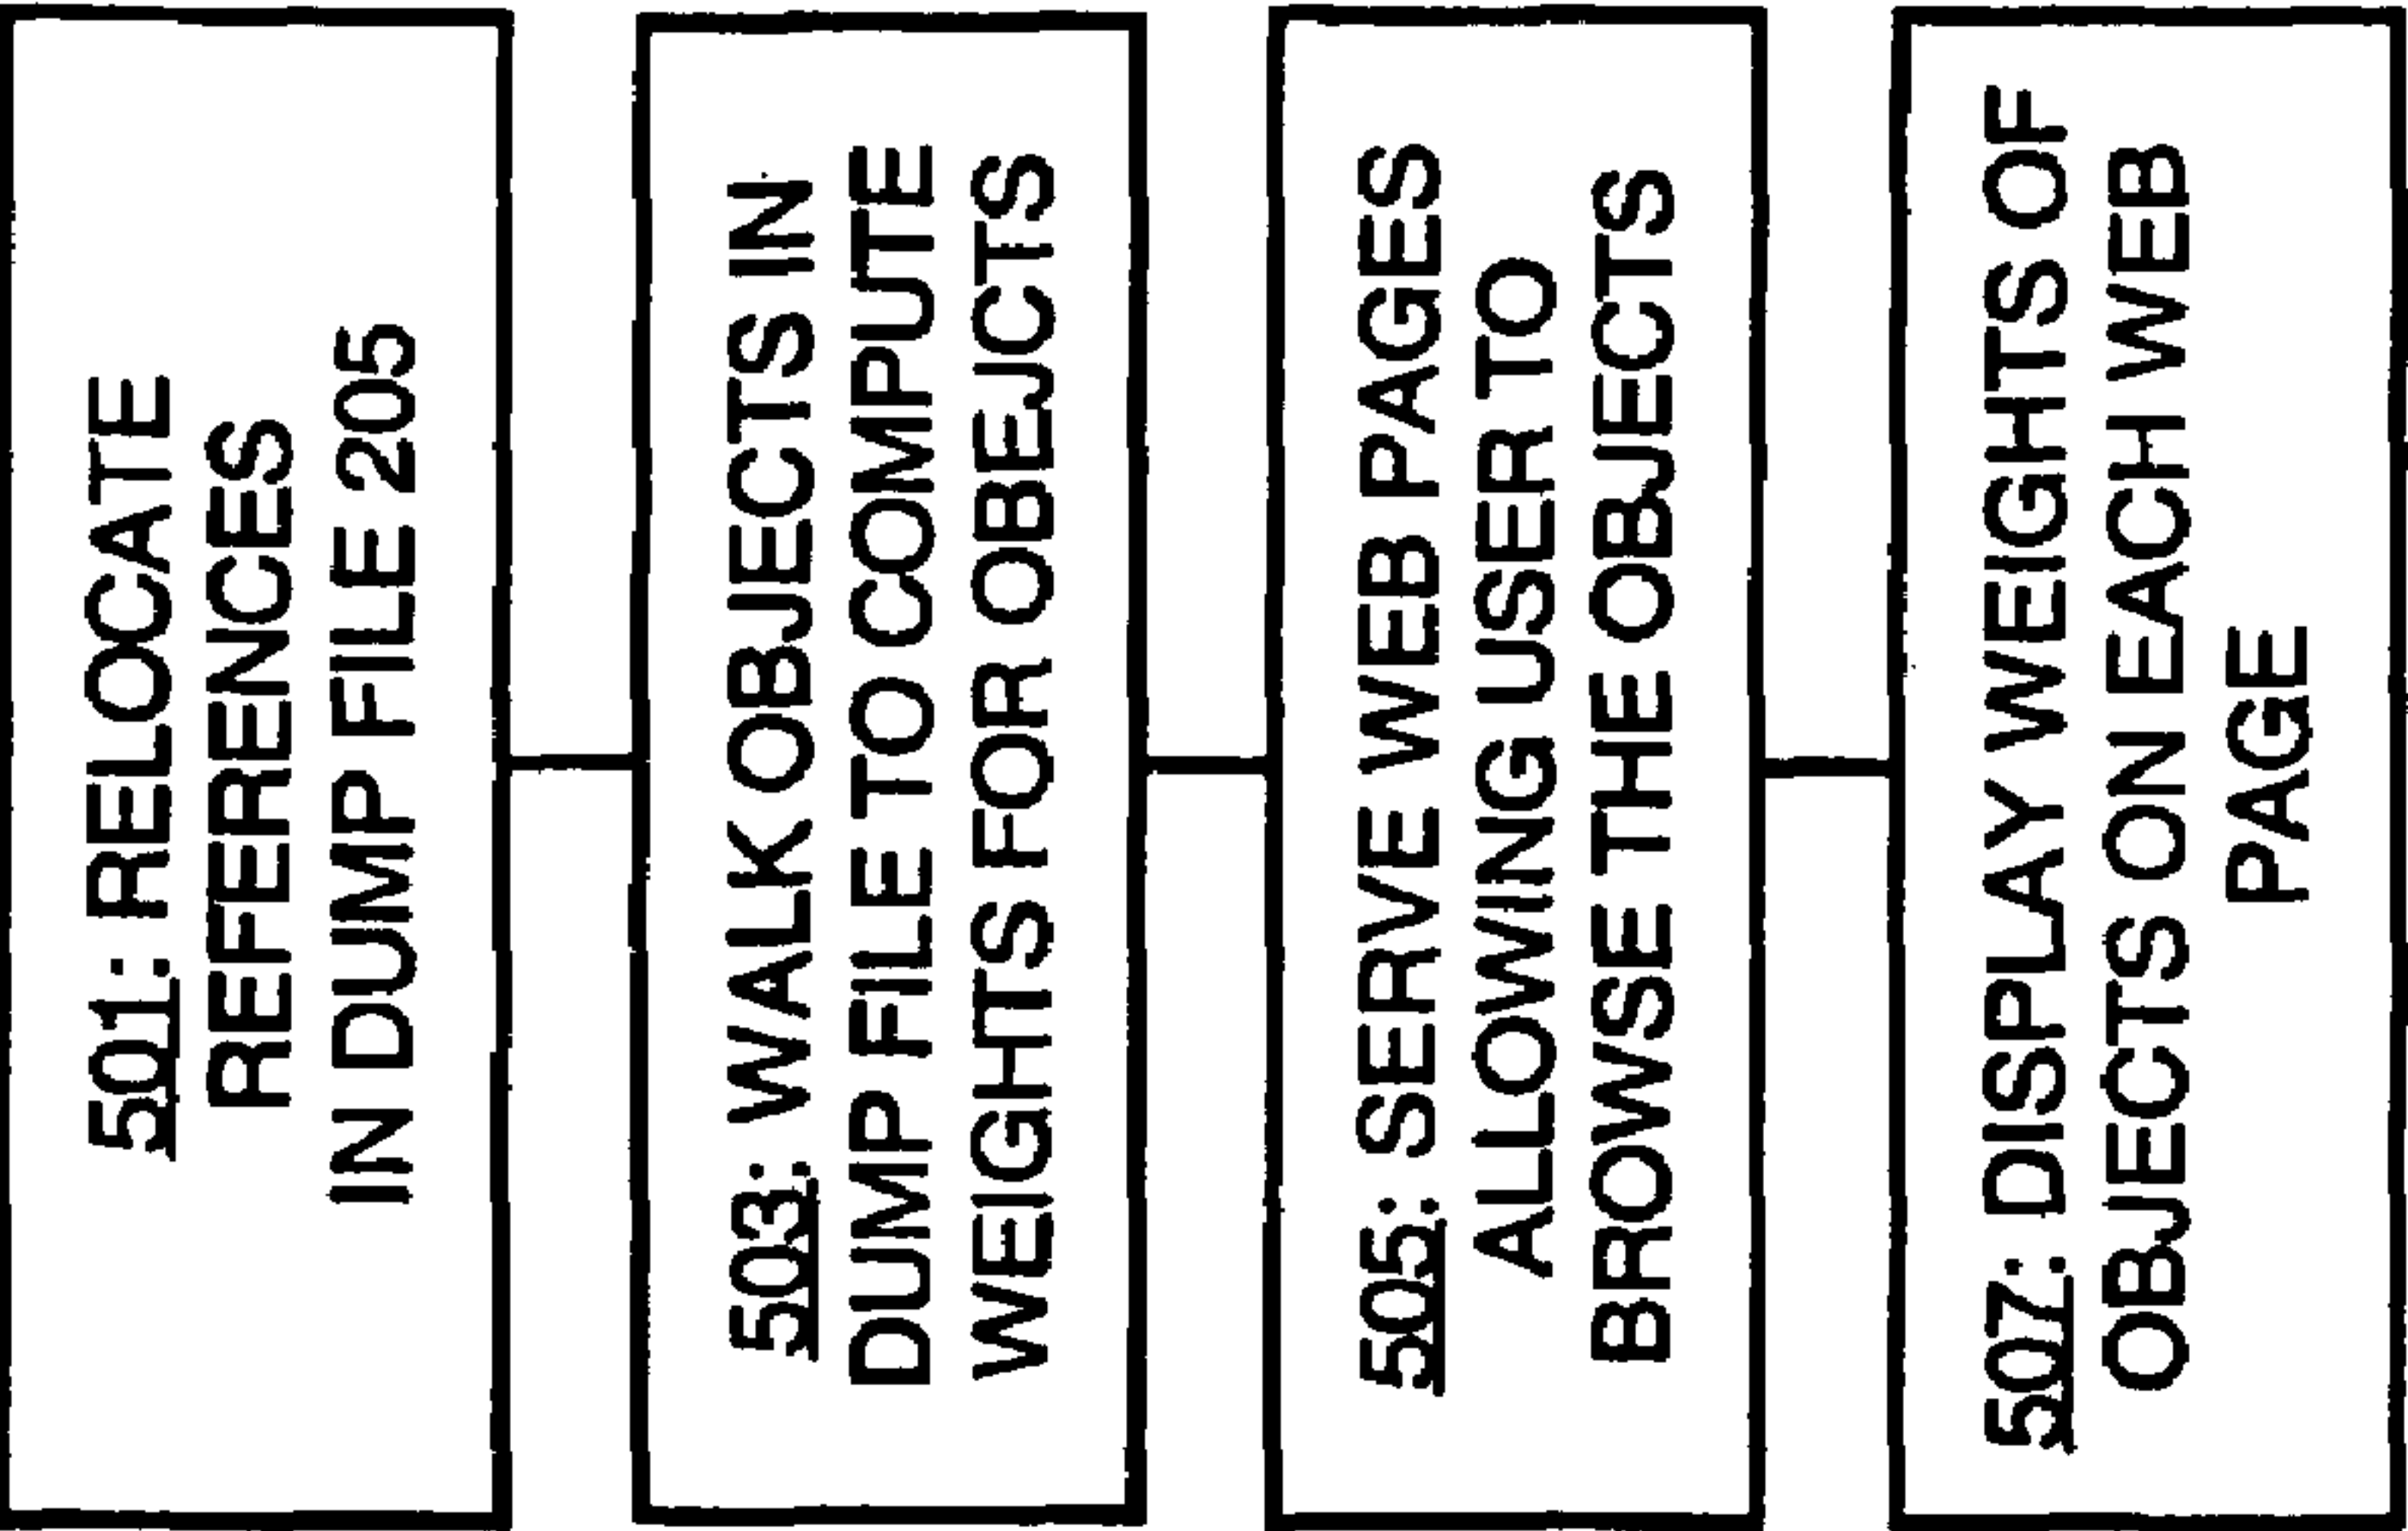 501: RELOCATE
REFERENCES
IN DUMP FILE 205
503: WALK OBJECTS IN
DUMP FILE TO COMPUTE
WEIGHTS FOR OBEJCTS
505: SERVE WEB PAGES
ALLOWING USER TO
BROWSE THE OBJECTS
507: DISPLAY WEIGHTS OF
OBJECTS ON EACH WEB
PAGE